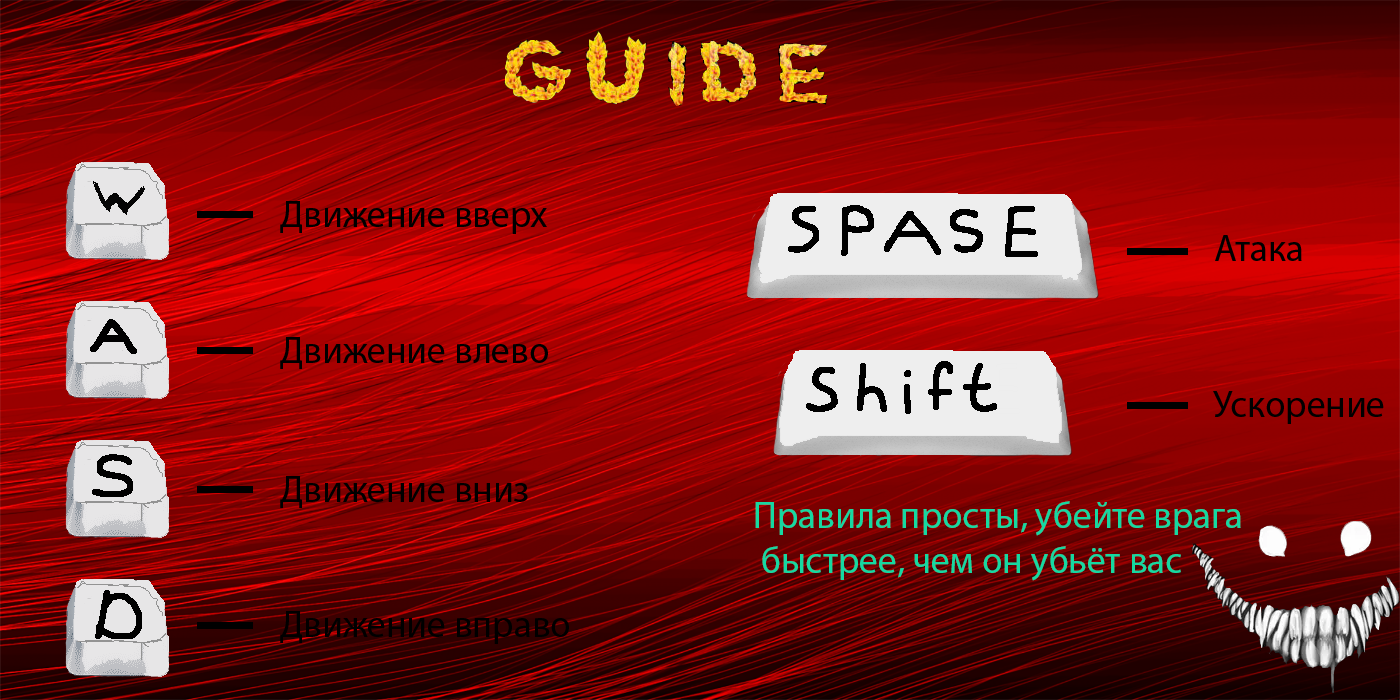 GUIDE
W — Движение вверх
A — Движение влево
S — Движение вниз
D — Движение вправо
SPASE — Атака
Shift — Ускорение
Правила просты, убейте врага
быстрее, чем он убьёт вас